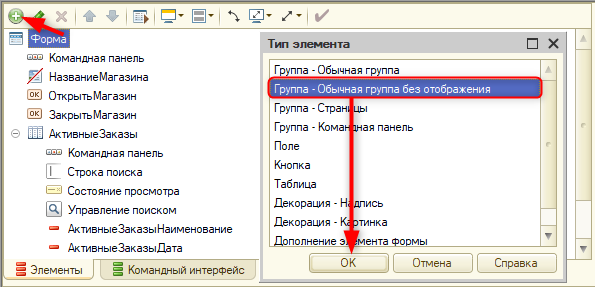 Форма
Командная панель
НазваниеМагазина
OK ОткрытьМагазин
OK ЗакрытьМагазин
АктивныеЗаказы
Командная панель
Строка поиска
Состояние просмотра
Управление поиском
АктивныеЗаказыНаименование
АктивныеЗаказыДата
Элементы
Командный интерфейс
Тип элемента
Группа - Обычная группа
Группа - Обычная группа без отображения
Группа - Страницы
Группа - Командная панель
Поле
Кнопка
Таблица
Декорация - Надпись
Декорация - Картинка
Дополнение элемента формы
OK
Отмена
Справка